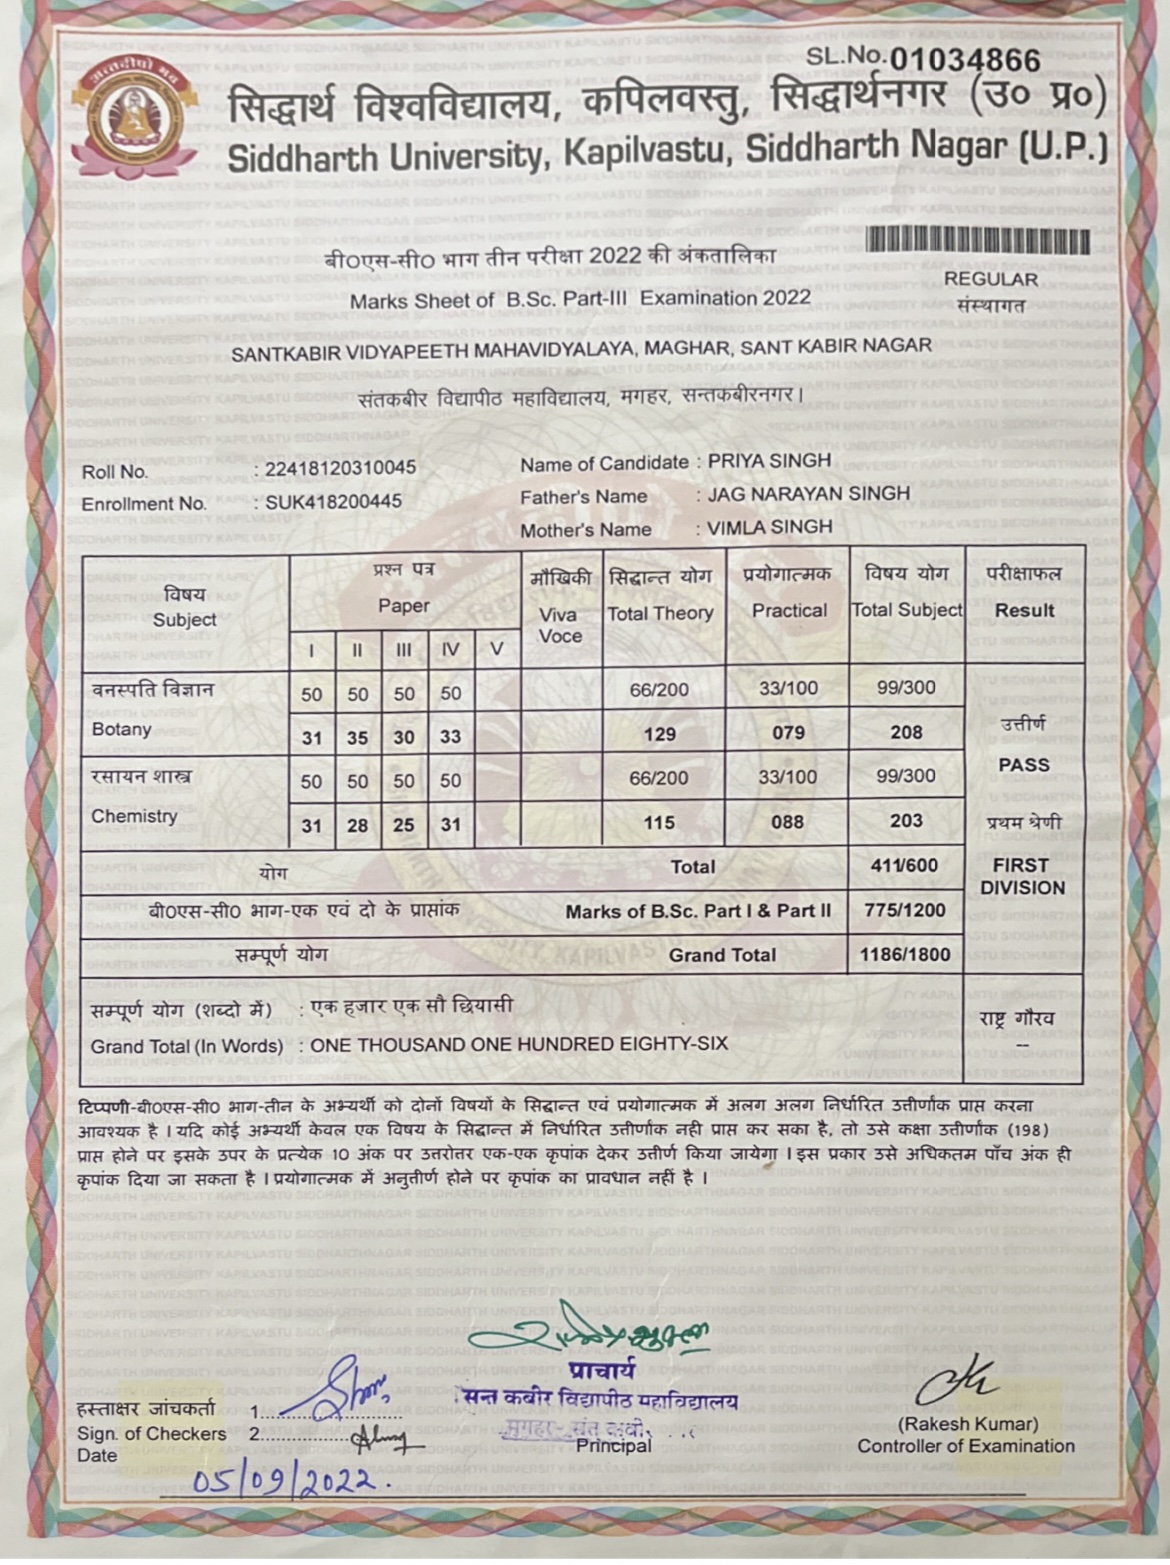 अत्तदीपो भव
SL.No. 01034866
सिद्धार्थ विश्वविद्यालय, कपिलवस्तु, सिद्धार्थनगर (उ० प्र०)
Siddharth University, Kapilvastu, Siddharth Nagar (U.P.)
बी०एस-सी० भाग तीन परीक्षा 2022 की अंकतालिका
Marks Sheet of B.Sc. Part-III Examination 2022
REGULAR
संस्थागत
SANTKABIR VIDYAPEETH MAHAVIDYALAYA, MAGHAR, SANT KABIR NAGAR
संतकबीर विद्यापीठ महाविद्यालय, मगहर, सन्तकबीरनगर।
Roll No. : 22418120310045 Name of Candidate : PRIYA SINGH
Enrollment No. : SUK418200445 Father's Name : JAG NARAYAN SINGH
Mother's Name : VIMLA SINGH
विषय प्रश्न पत्र मौखिकी सिद्धान्त योग प्रयोगात्मक विषय योग परीक्षाफल
Subject Paper Viva Voce Total Theory Practical Total Subject Result
I II III IV V
वनस्पति विज्ञान 50 50 50 50 66/200 33/100 99/300
Botany 31 35 30 33 129 079 208
उत्तीर्ण
PASS
रसायन शास्त्र 50 50 50 50 66/200 33/100 99/300
Chemistry 31 28 25 31 115 088 203
प्रथम श्रेणी
FIRST
DIVISION
योग Total 411/600
बी०एस-सी० भाग-एक एवं दो के प्राप्तांक Marks of B.Sc. Part I & Part II 775/1200
सम्पूर्ण योग Grand Total 1186/1800
सम्पूर्ण योग (शब्दो में) : एक हजार एक सौ छियासी
राष्ट्र गौरव
Grand Total (In Words) : ONE THOUSAND ONE HUNDRED EIGHTY-SIX --
टिप्पणी-बी०एस-सी० भाग-तीन के अभ्यर्थी को दोनों विषयों के सिद्धान्त एवं प्रयोगात्मक में अलग अलग निर्धारित उत्तीर्णांक प्राप्त करना
आवश्यक है। यदि कोई अभ्यर्थी केवल एक विषय के सिद्धान्त में निर्धारित उत्तीर्णांक नही प्राप्त कर सका है, तो उसे कक्षा उत्तीर्णांक (198)
प्राप्त होने पर इसके उपर के प्रत्येक 10 अंक पर उतरोत्तर एक-एक कृपांक देकर उत्तीर्ण किया जायेगा। इस प्रकार उसे अधिकतम पाँच अंक ही
कृपांक दिया जा सकता है। प्रयोगात्मक में अनुत्तीर्ण होने पर कृपांक का प्रावधान नहीं है।
प्राचार्य
सन्त कबीर विद्यापीठ महाविद्यालय
मगहर- संत कबी
Principal
हस्ताक्षर जांचकर्ता 1
Sign. of Checkers 2
Date
05/09/2022.
(Rakesh Kumar)
Controller of Examination